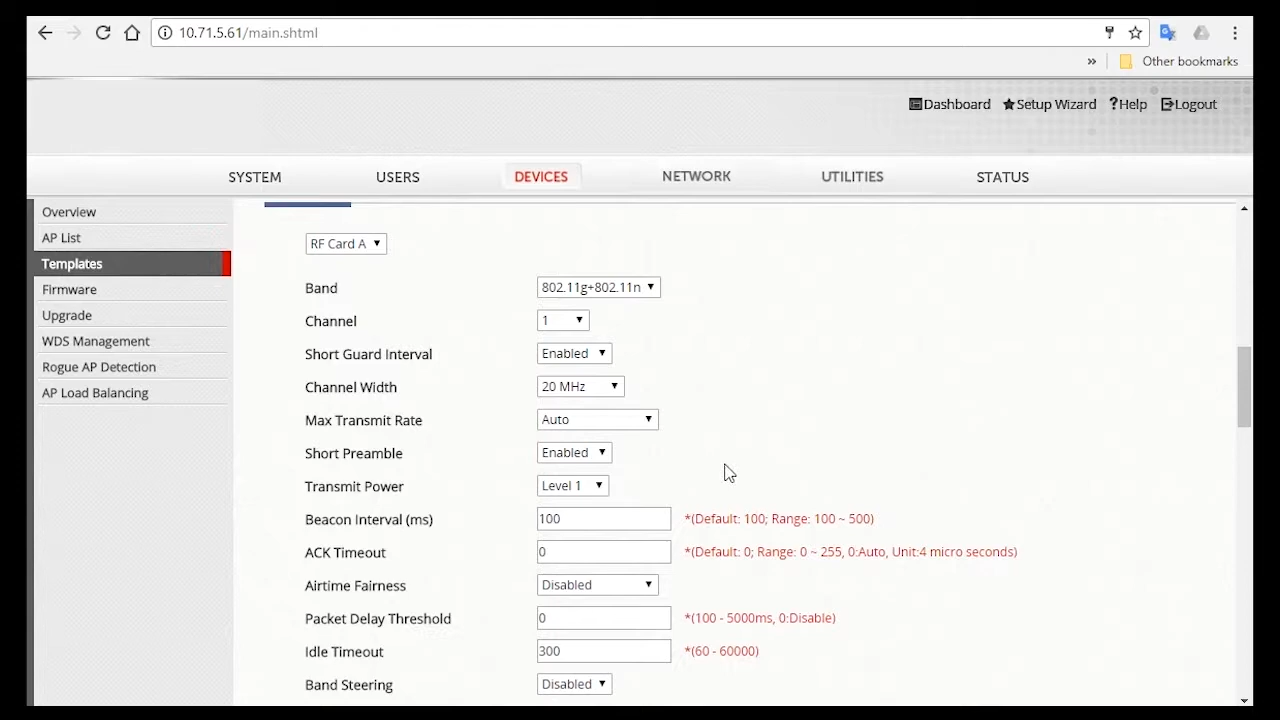 10.71.5.61/main.shtml
» Other bookmarks
Dashboard Setup Wizard ?Help Logout
SYSTEM USERS DEVICES NETWORK UTILITIES STATUS
Overview
AP List
Templates
Firmware
Upgrade
WDS Management
Rogue AP Detection
AP Load Balancing
RF Card A
Band 802.11g+802.11n
Channel 1
Short Guard Interval Enabled
Channel Width 20 MHz
Max Transmit Rate Auto
Short Preamble Enabled
Transmit Power Level 1
Beacon Interval (ms) 100 *(Default: 100; Range: 100 ~ 500)
ACK Timeout 0 *(Default: 0; Range: 0 ~ 255, 0:Auto, Unit:4 micro seconds)
Airtime Fairness Disabled
Packet Delay Threshold 0 *(100 - 5000ms, 0:Disable)
Idle Timeout 300 *(60 - 60000)
Band Steering Disabled